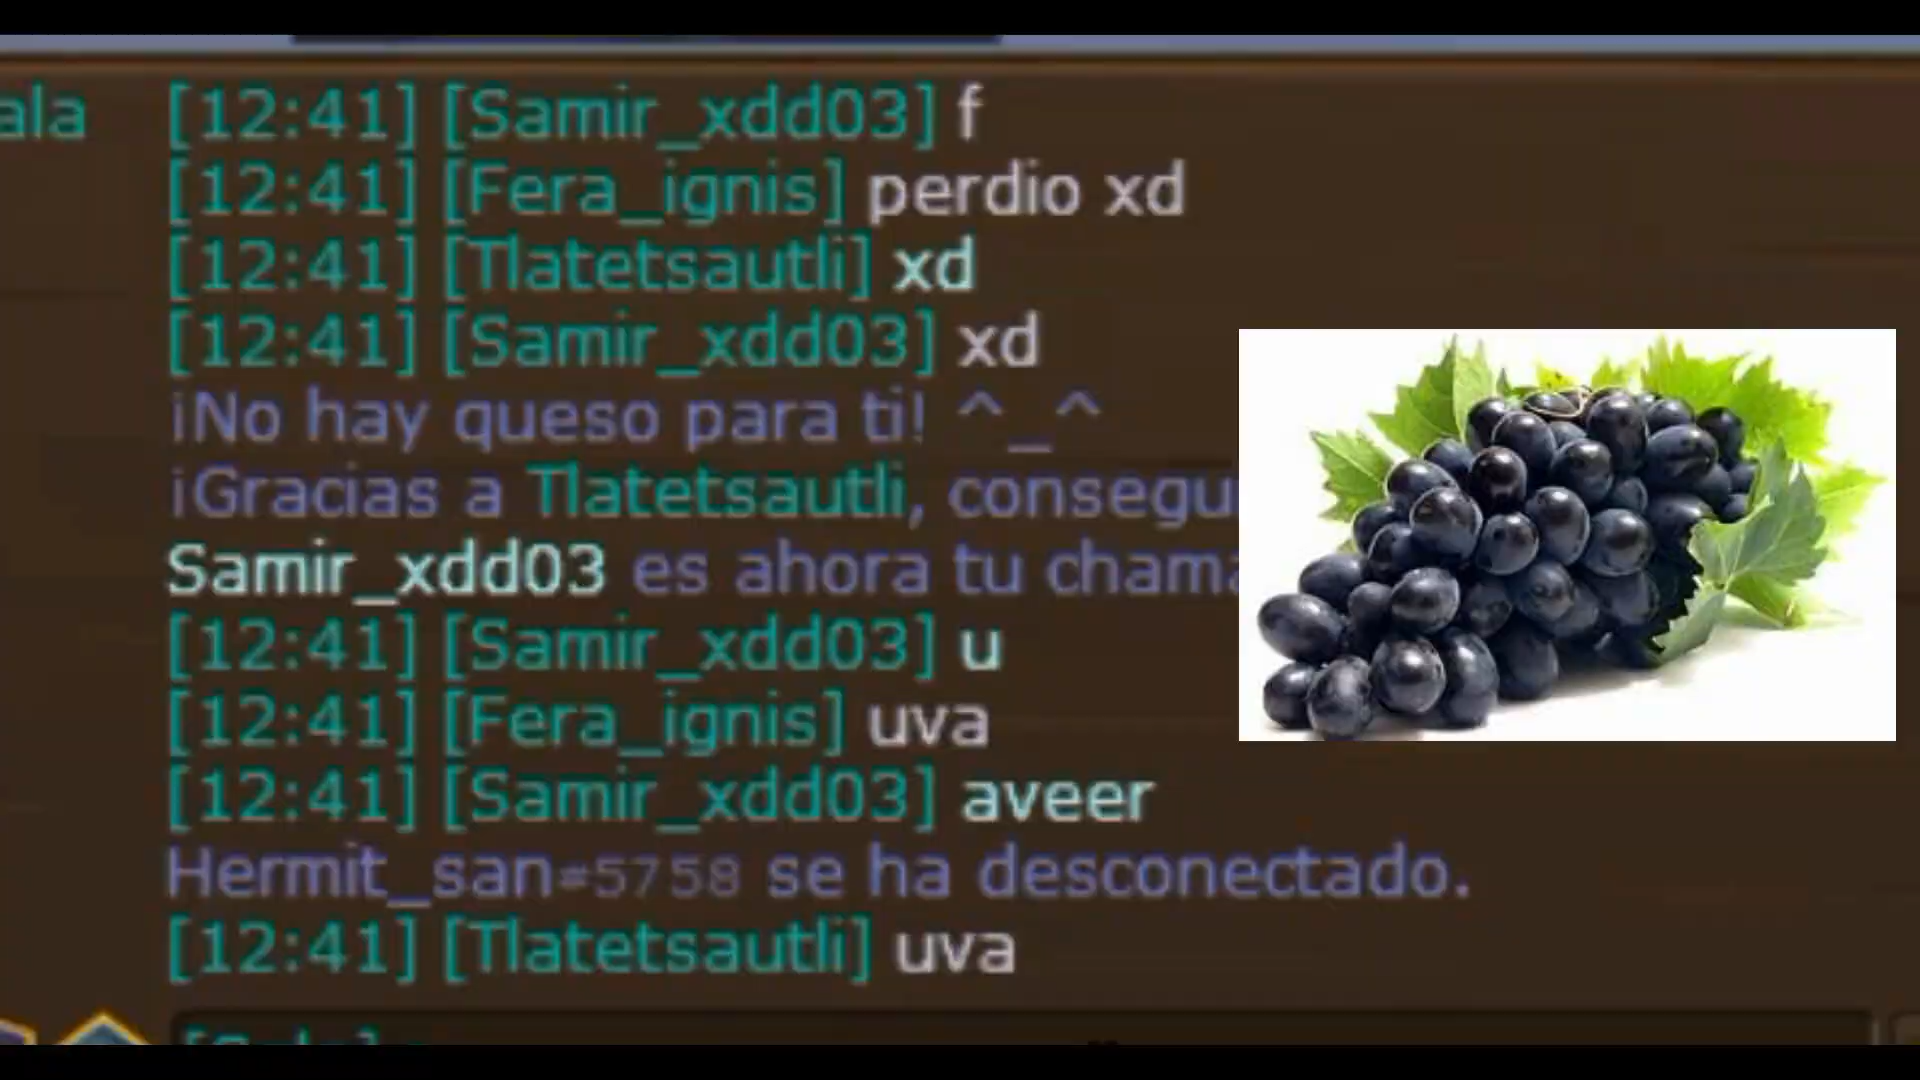 ala
[12:41] [Samir_xdd03] f
[12:41] [Fera_ignis] perdio xd
[12:41] [Tlatetsautli] xd
[12:41] [Samir_xdd03] xd
¡No hay queso para ti! ^_^
¡Gracias a Tlatetsautli, consegu
Samir_xdd03 es ahora tu chama
[12:41] [Samir_xdd03] u
[12:41] [Fera_ignis] uva
[12:41] [Samir_xdd03] aveer
Hermit_san#5758 se ha desconectado.
[12:41] [Tlatetsautli] uva